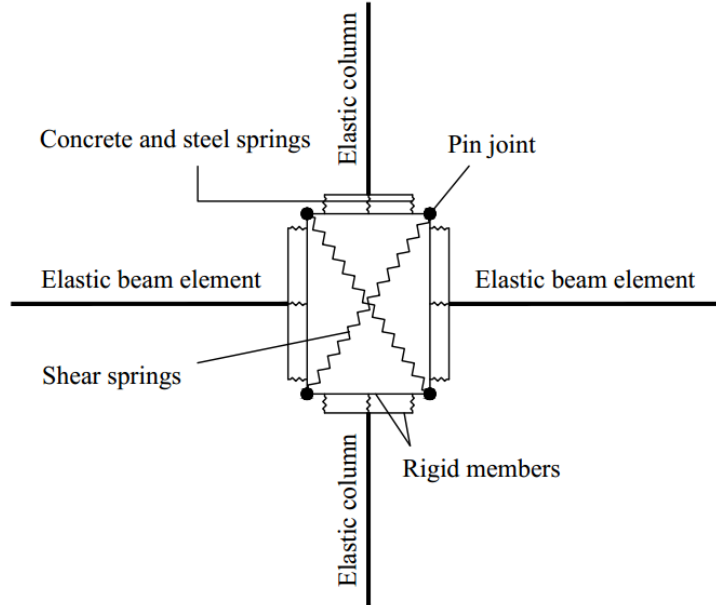 Elastic column
Concrete and steel springs
Pin joint
Elastic beam element
Elastic beam element
Shear springs
Rigid members
Elastic column